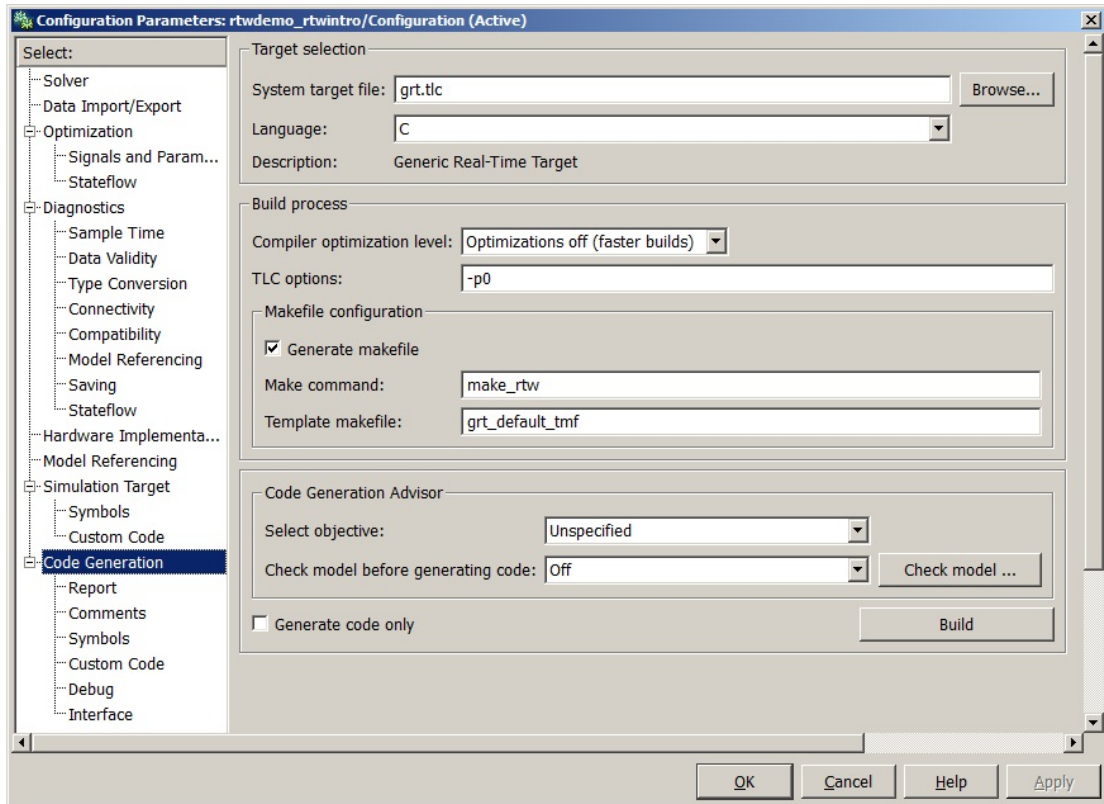 Configuration Parameters: rtwdemo_rtwintro/Configuration (Active)
Select:
Solver
Data Import/Export
Optimization
Signals and Param...
Stateflow
Diagnostics
Sample Time
Data Validity
Type Conversion
Connectivity
Compatibility
Model Referencing
Saving
Stateflow
Hardware Implementa...
Model Referencing
Simulation Target
Symbols
Custom Code
Code Generation
Report
Comments
Symbols
Custom Code
Debug
Interface
Target selection
System target file: grt.tlc Browse...
Language: C
Description: Generic Real-Time Target
Build process
Compiler optimization level: Optimizations off (faster builds)
TLC options: -p0
Makefile configuration
Generate makefile
Make command: make_rtw
Template makefile: grt_default_tmf
Code Generation Advisor
Select objective: Unspecified
Check model before generating code: Off Check model ...
Generate code only Build
OK Cancel Help Apply